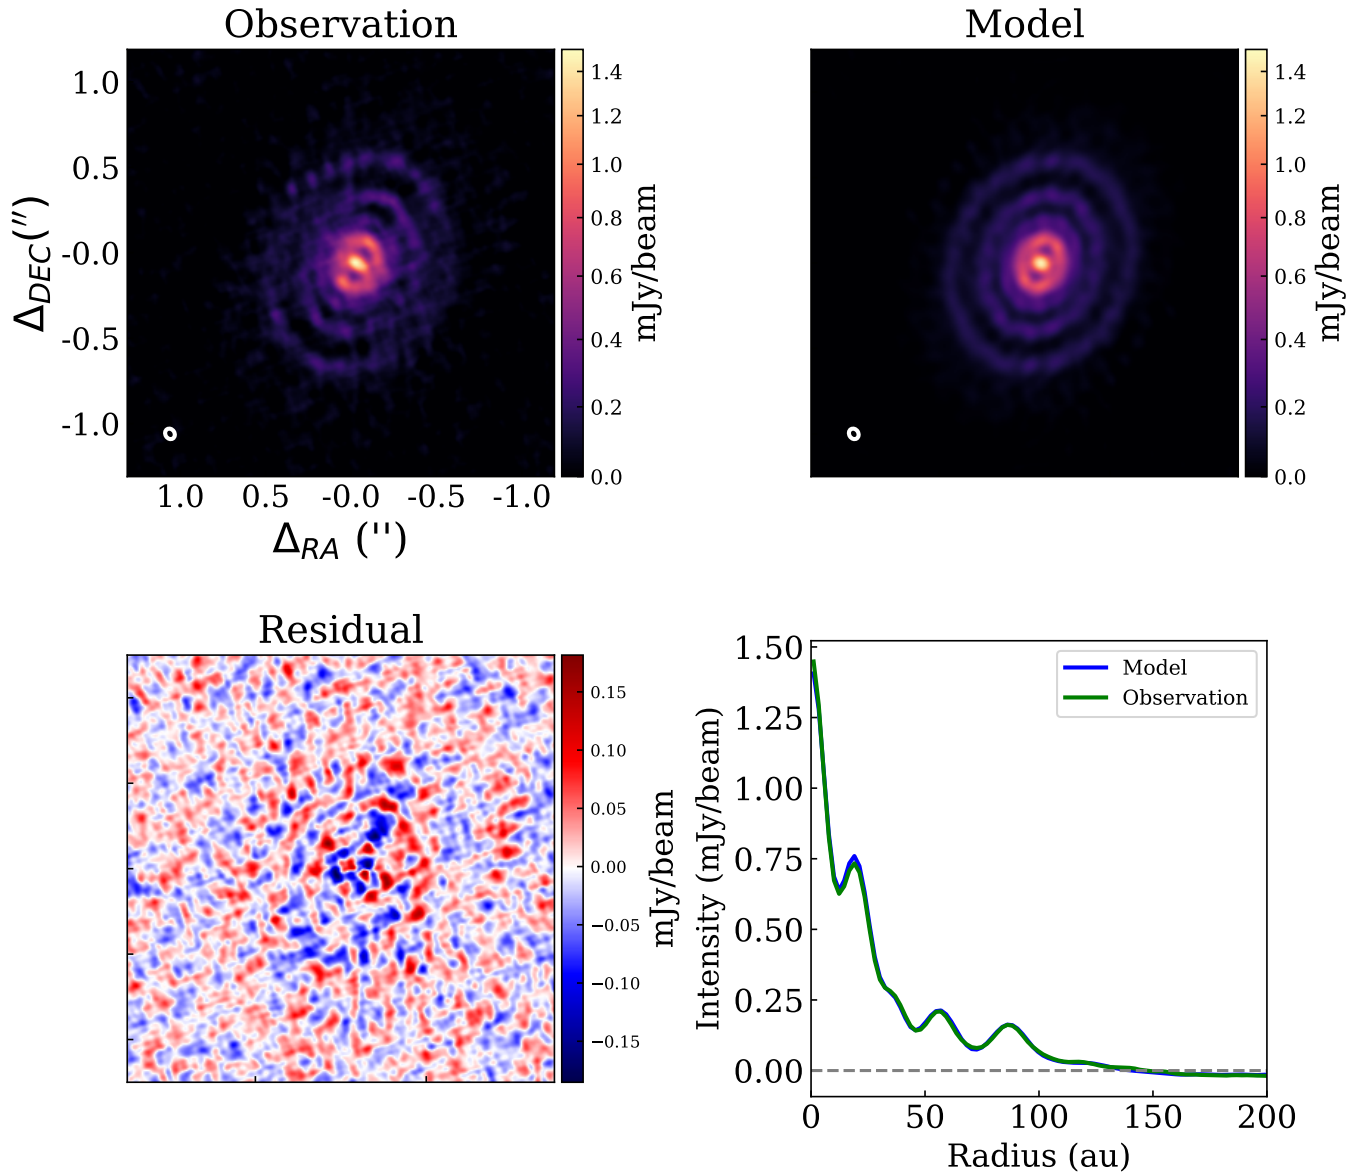 Observation
1.0
0.5
-0.0
-0.5
-1.0
Δ_DEC('')
1.0 0.5 -0.0 -0.5 -1.0
Δ_RA ('')
1.4
1.2
1.0
0.8
0.6
0.4
0.2
0.0
mJy/beam
Model
1.4
1.2
1.0
0.8
0.6
0.4
0.2
0.0
mJy/beam
Residual
0.15
0.10
0.05
0.00
−0.05
−0.10
−0.15
mJy/beam
Model
Observation
1.50
1.25
1.00
0.75
0.50
0.25
0.00
Intensity (mJy/beam)
0 50 100 150 200
Radius (au)